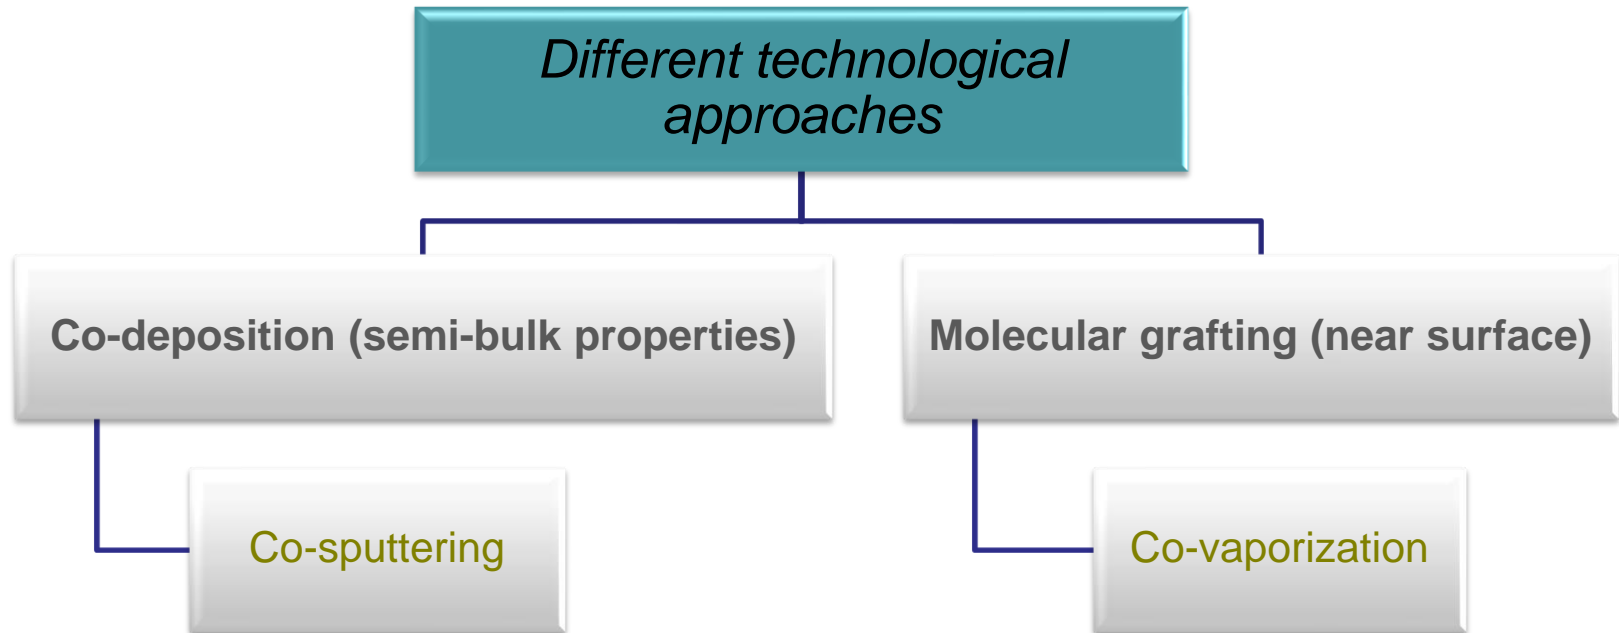 Different technological
approaches
Co-deposition (semi-bulk properties)
Molecular grafting (near surface)
Co-sputtering
Co-vaporization